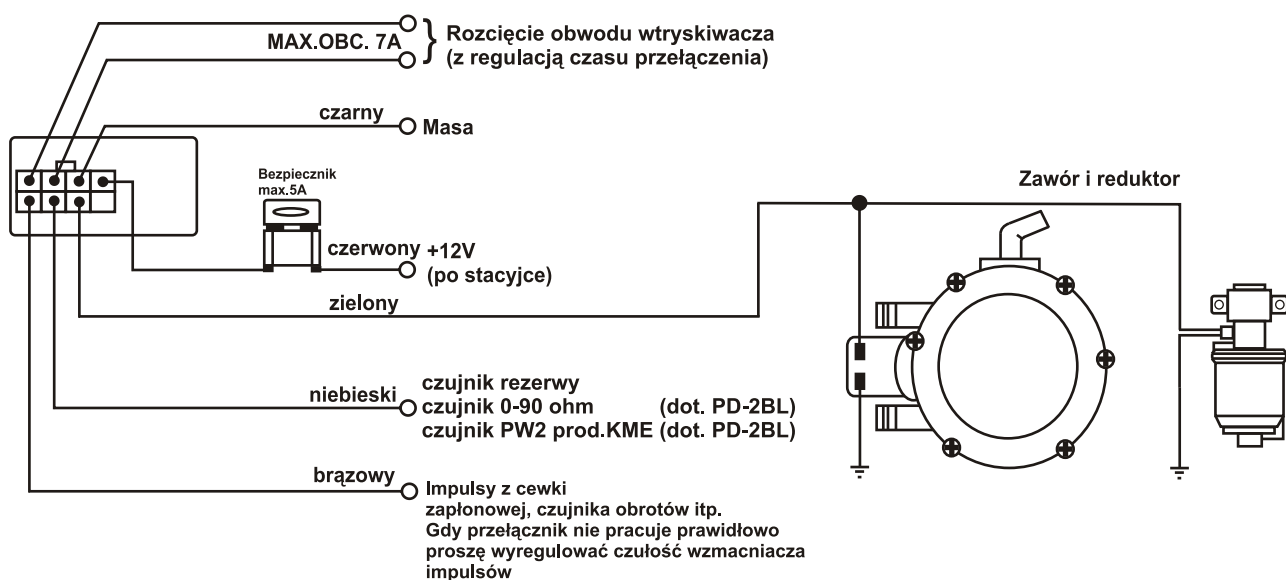 MAX.OBC. 7A
Rozcięcie obwodu wtryskiwacza
(z regulacją czasu przełączenia)
czarny
Masa
Bezpiecznik
max.5A
Zawór i reduktor
czerwony
+12V
(po stacyjce)
zielony
niebieski
czujnik rezerwy
czujnik 0-90 ohm (dot. PD-2BL)
czujnik PW2 prod.KME (dot. PD-2BL)
brązowy
Impulsy z cewki
zapłonowej, czujnika obrotów itp.
Gdy przełącznik nie pracuje prawidłowo
proszę wyregulować czułość wzmacniacza
impulsów